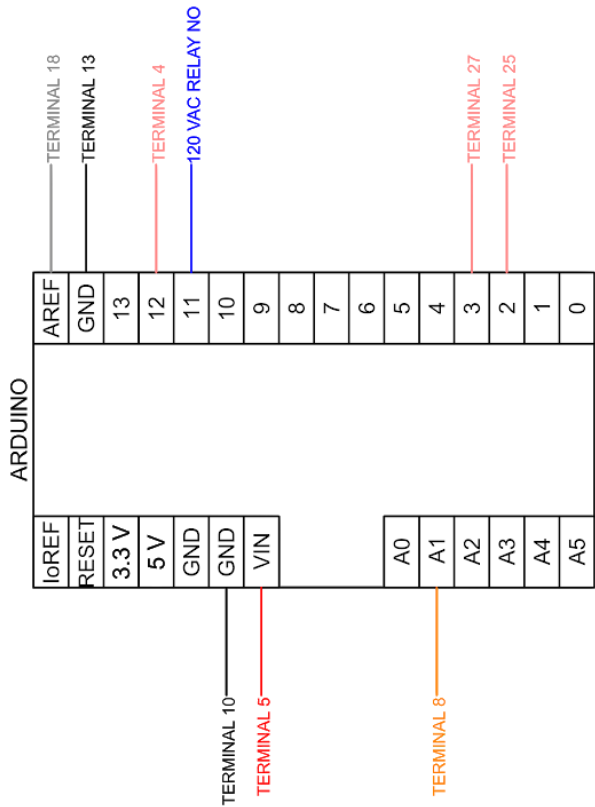 ARDUINO
TERMINAL 18
TERMINAL 13
TERMINAL 4
120 VAC RELAY NO
TERMINAL 27
TERMINAL 25
AREF
GND
13
12
11
10
9
8
7
6
5
4
3
2
1
0
IoREF
RESET
3.3 V
5 V
GND
GND
VIN
A0
A1
A2
A3
A4
A5
TERMINAL 10
TERMINAL 5
TERMINAL 8